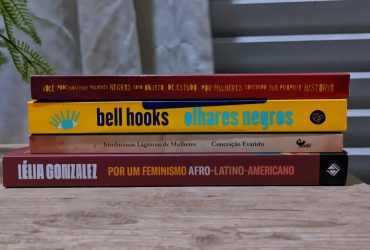 VOCÊ PODE SUBSTITUIR MULHERES NEGRAS COMO OBJETO DE ESTUDO POR MULHERES CONTANDO SUA PRÓPRIA HISTÓRIA
bell hooks olhares negros
Insubmissas Lágrimas de Mulheres Conceição Evaristo
LÉLIA GONZALEZ POR UM FEMINISMO AFRO-LATINO-AMERICANO